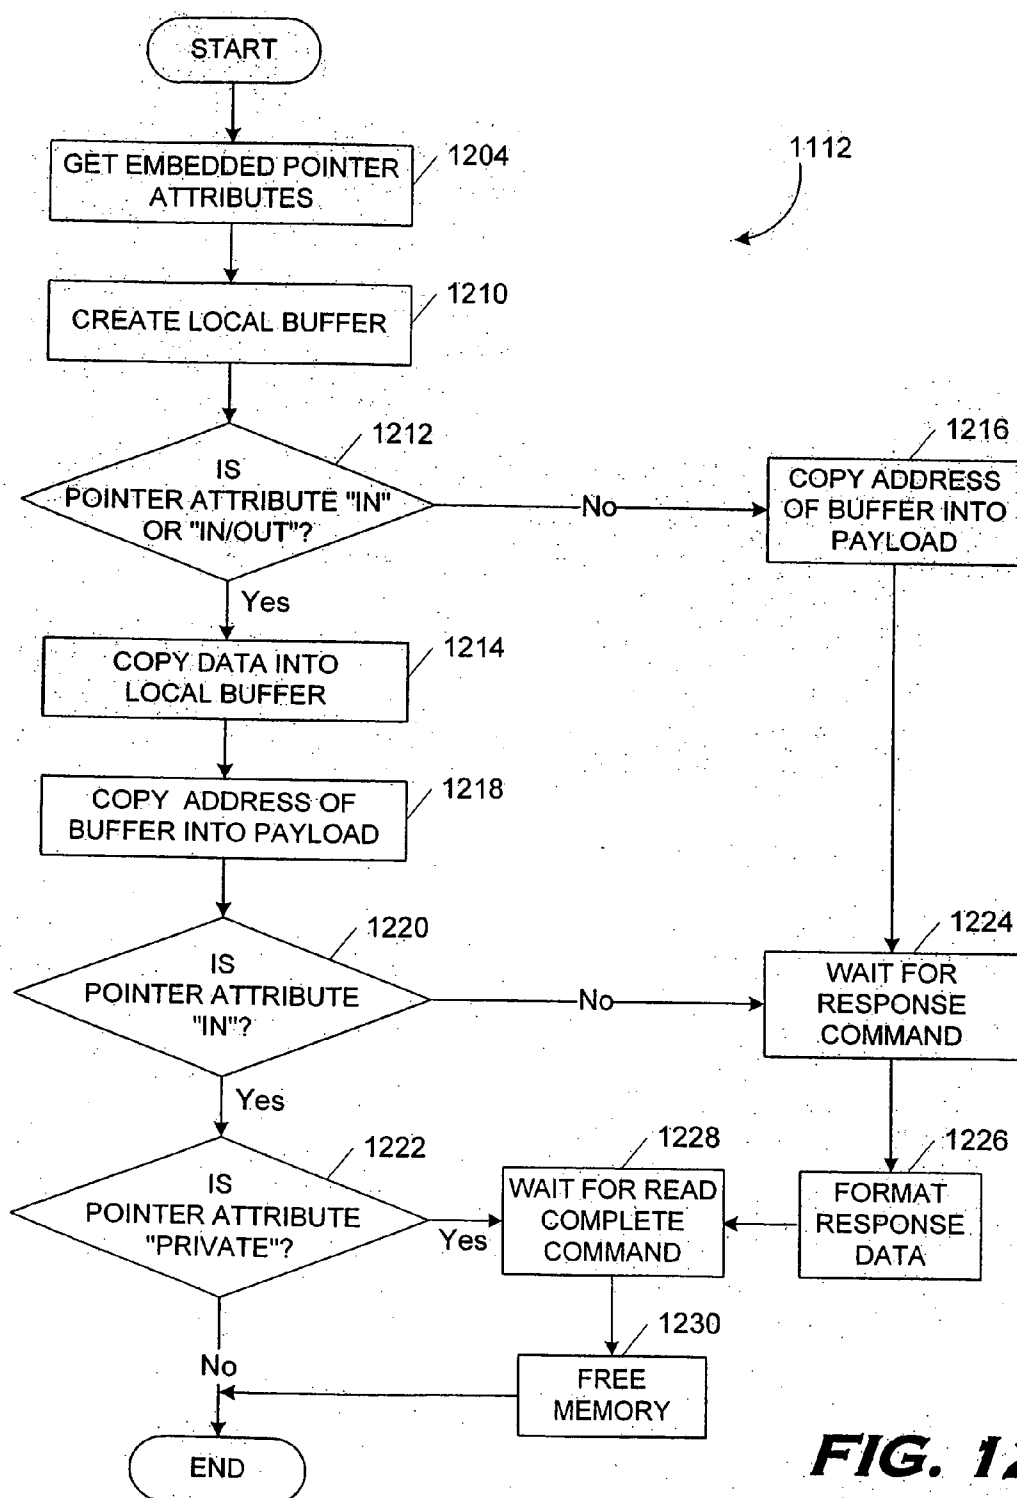 START
GET EMBEDDED POINTER
ATTRIBUTES
1204
1112
CREATE LOCAL BUFFER
1210
IS
POINTER ATTRIBUTE "IN"
OR "IN/OUT"?
1212
No
1216
COPY ADDRESS
OF BUFFER INTO
PAYLOAD
Yes
COPY DATA INTO
LOCAL BUFFER
1214
COPY ADDRESS OF
BUFFER INTO PAYLOAD
1218
IS
POINTER ATTRIBUTE
"IN"?
1220
No
1224
WAIT FOR
RESPONSE
COMMAND
Yes
IS
POINTER ATTRIBUTE
"PRIVATE"?
1222
Yes
1228
WAIT FOR READ
COMPLETE
COMMAND
1226
FORMAT
RESPONSE
DATA
No
1230
FREE
MEMORY
END
FIG. 12